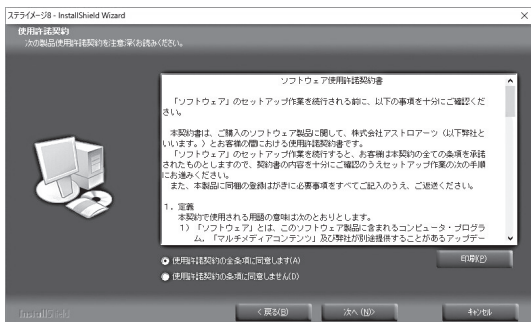 ステライメージ8 - InstallShield Wizard
使用許諾契約
次の製品使用許諾契約を注意深くお読みください。
ソフトウェア使用許諾契約書
「ソフトウェア」のセットアップ作業を続行される前に、以下の事項を十分にご確認くだ
さい。
本契約書は、ご購入のソフトウェア製品に関して、株式会社アストロアーツ（以下弊社と
いいます。）とお客様の間における使用許諾契約書です。
「ソフトウェア」のセットアップ作業を続行すると、お客様は本契約の全ての条項を承諾
されたものとしますので、契約書の内容を十分にご確認のうえセットアップ作業の次の手順
にお進みください。
また、本製品に同梱の登録はがきに必要事項をすべてご記入のうえ、ご返送ください。
1．定義
本契約で使用される用語の意味は次のとおりとします。
1）「ソフトウェア」とは、このソフトウェア製品に含まれるコンピュータ・プログラ
ム、「マルチメディアコンテンツ」及び弊社が別途提供することがあるアップデー
使用許諾契約の全条項に同意します(A)
印刷(P)
使用許諾契約の条項に同意しません(D)
InstallShield
< 戻る(B)
次へ (N)>
キャンセル